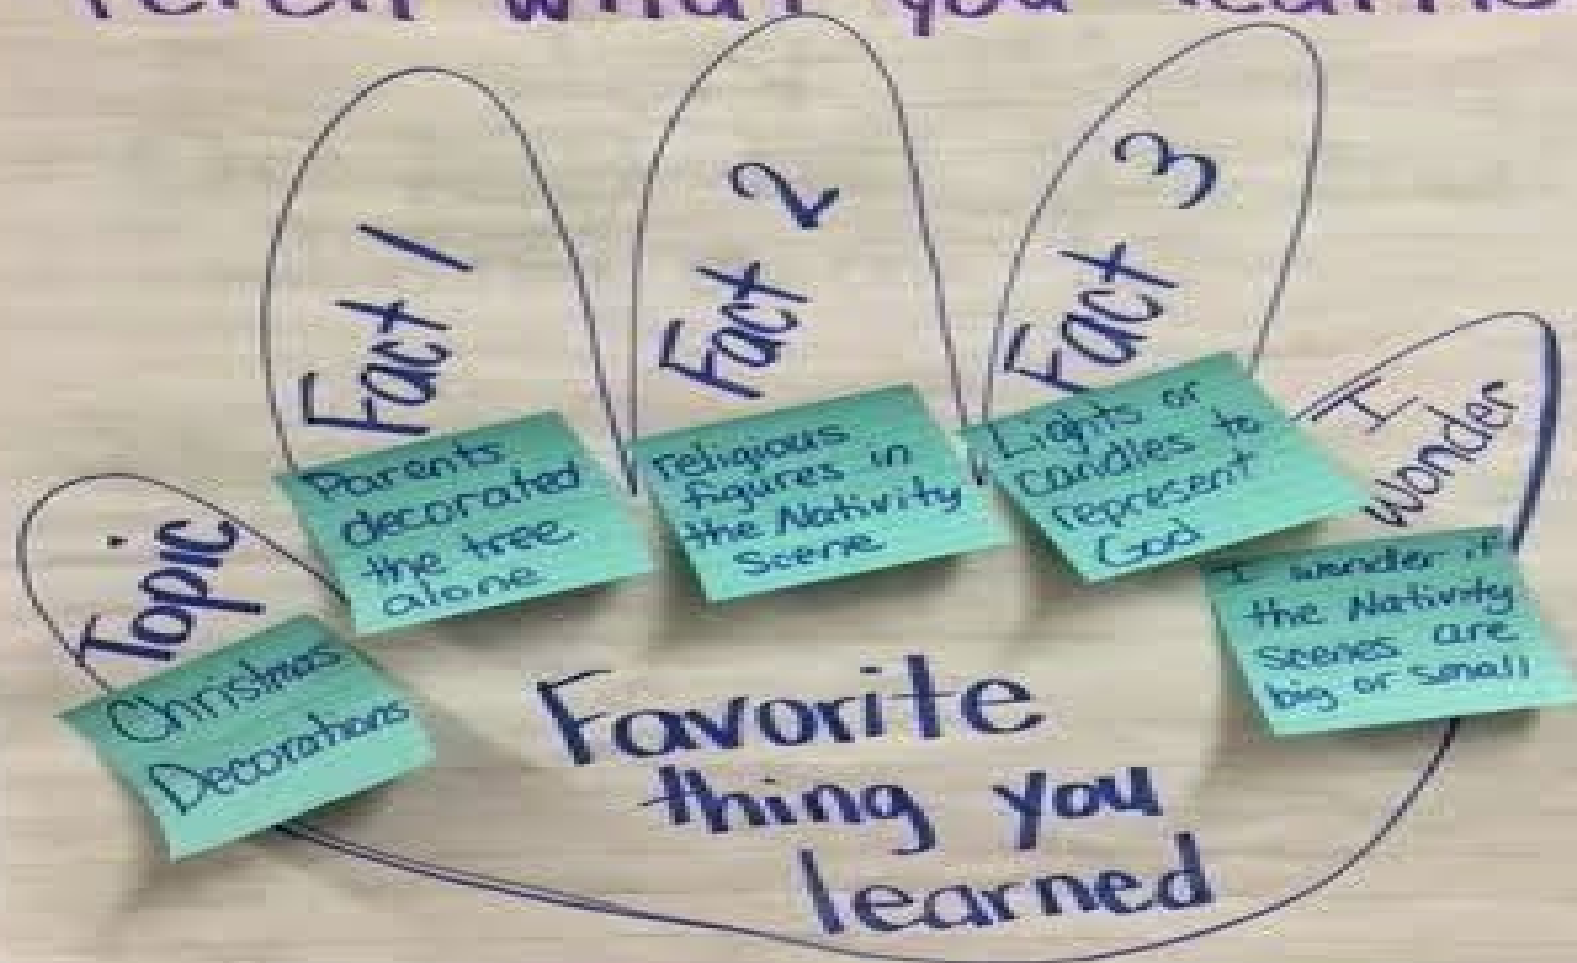 what you
Topic
Christmas
Decorations
Fact 1
Parents
decorated
the tree
alone
Fact 2
religious
figures in
the Nativity
Scene
Fact 3
Lights or
candles to
represent
God
I
wonder
I wonder if
the Nativity
scenes are
big or small
Favorite
thing you
learned